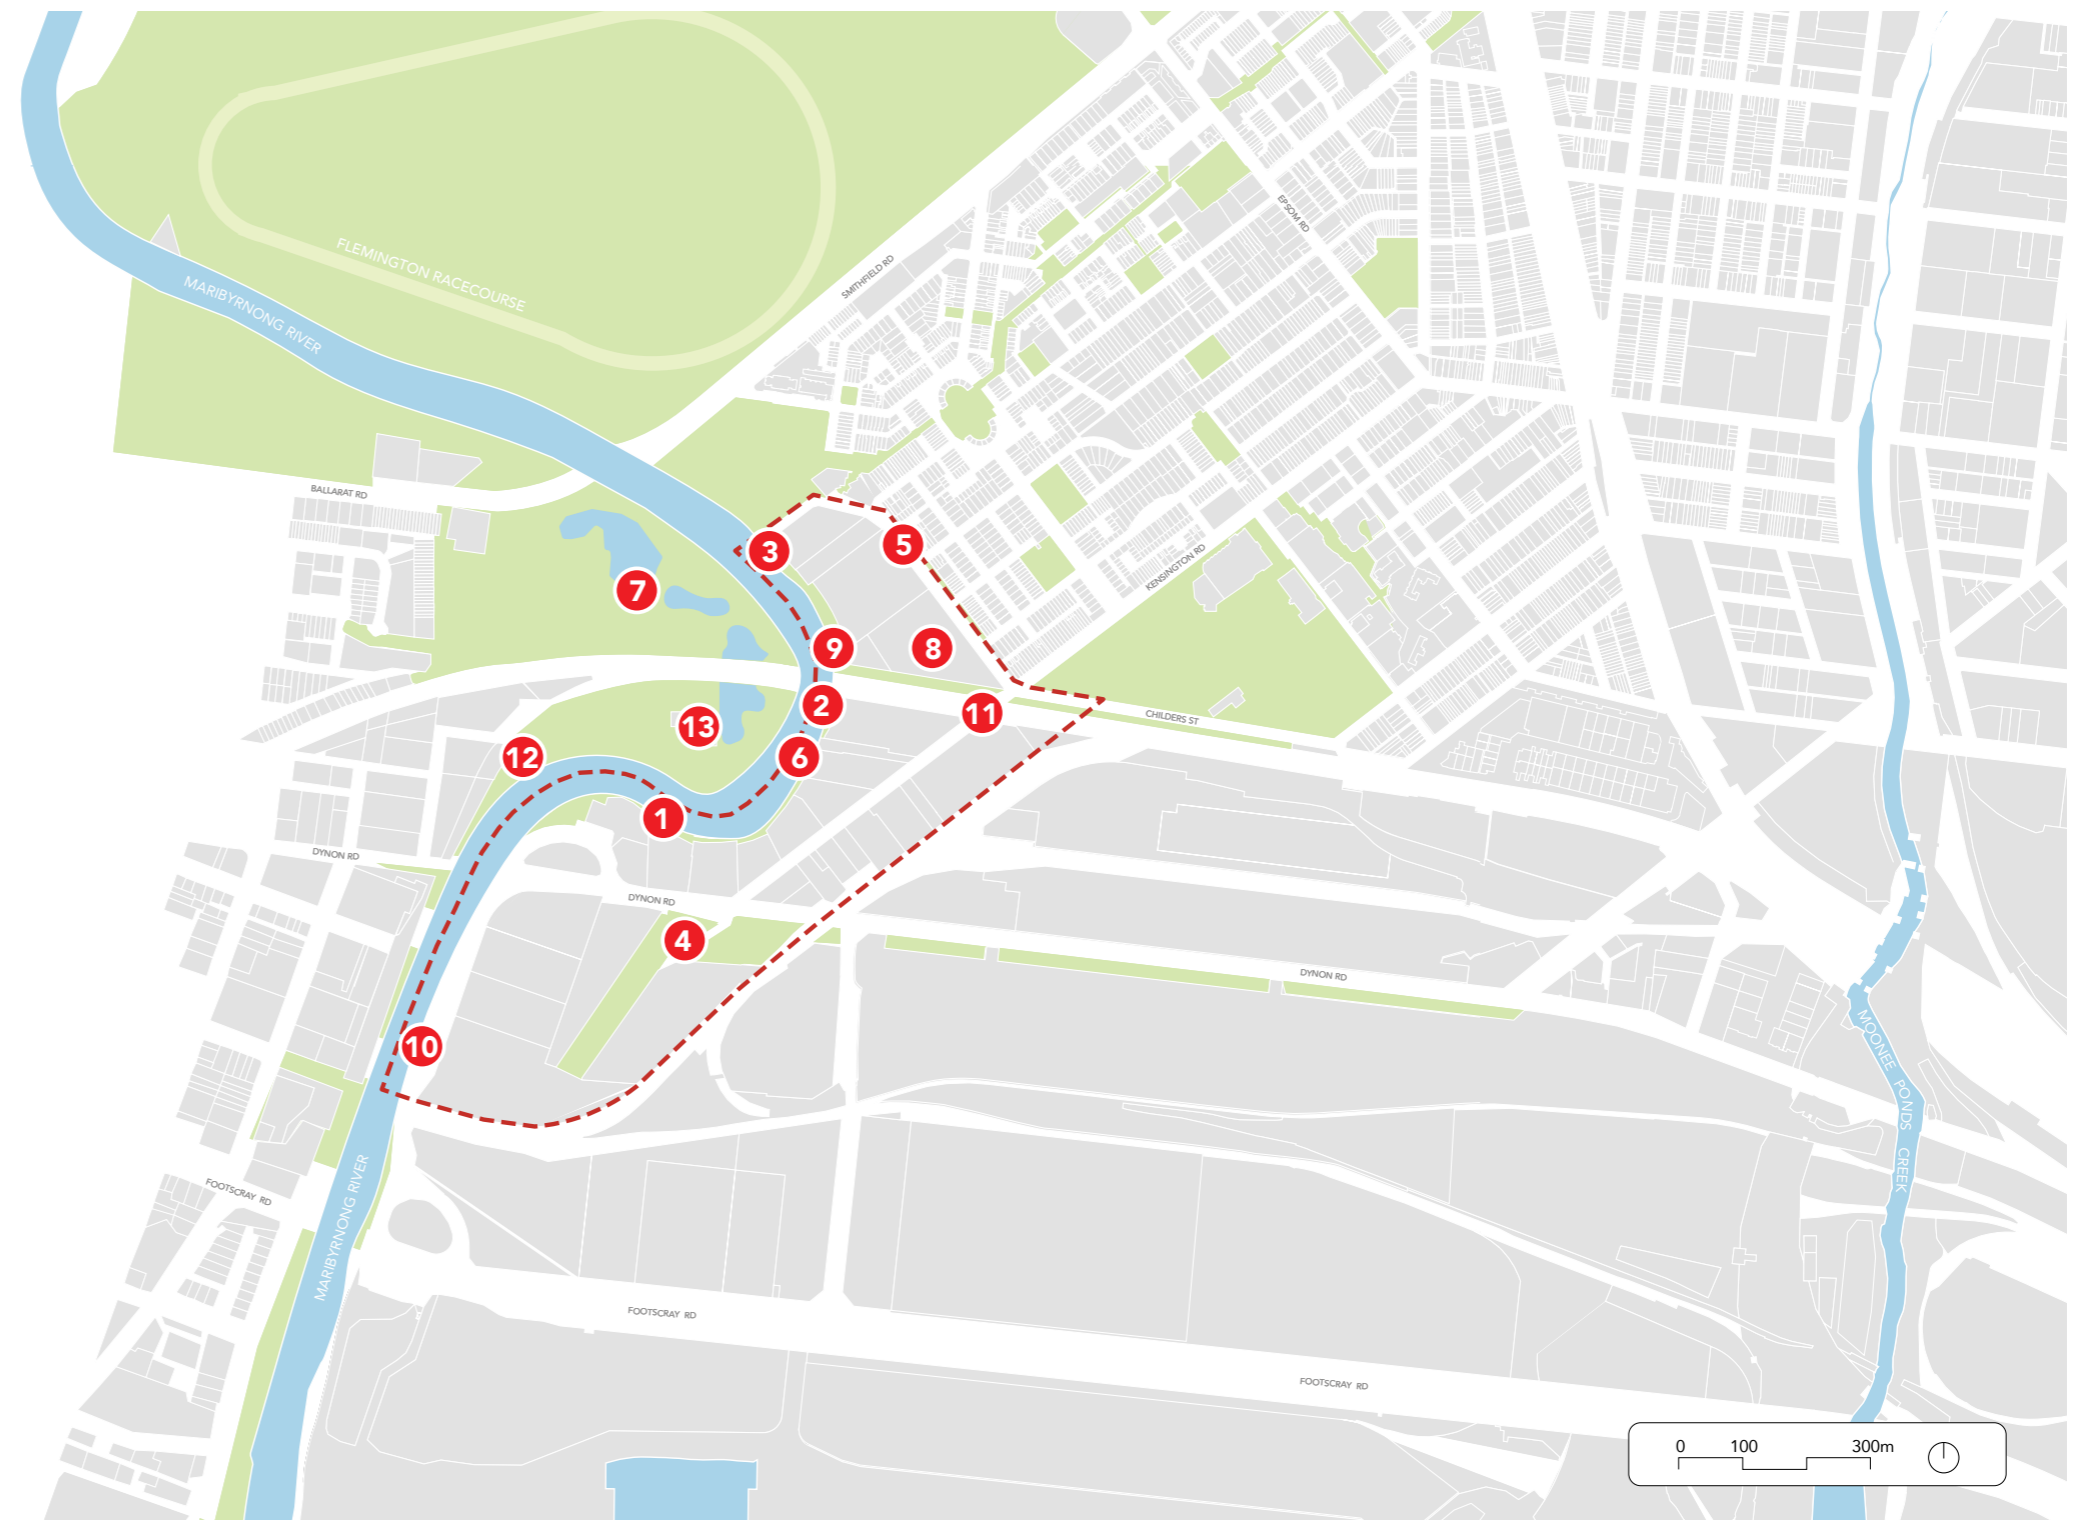 EPSOM RD
FLEMINGTON RACECOURSE
SMITHFIELD RD
MARIBYRNONG RIVER
BALLARAT RD
3
5
KENSINGTON RD
7
9
8
2
11
CHILDERS ST
13
12
6
1
DYNON RD
DYNON RD
4
DYNON RD
10
MOONEE PONDS CREEK
FOOTSCRAY RD
MARIBYRNONG RIVER
FOOTSCRAY RD
FOOTSCRAY RD
0 100 300m